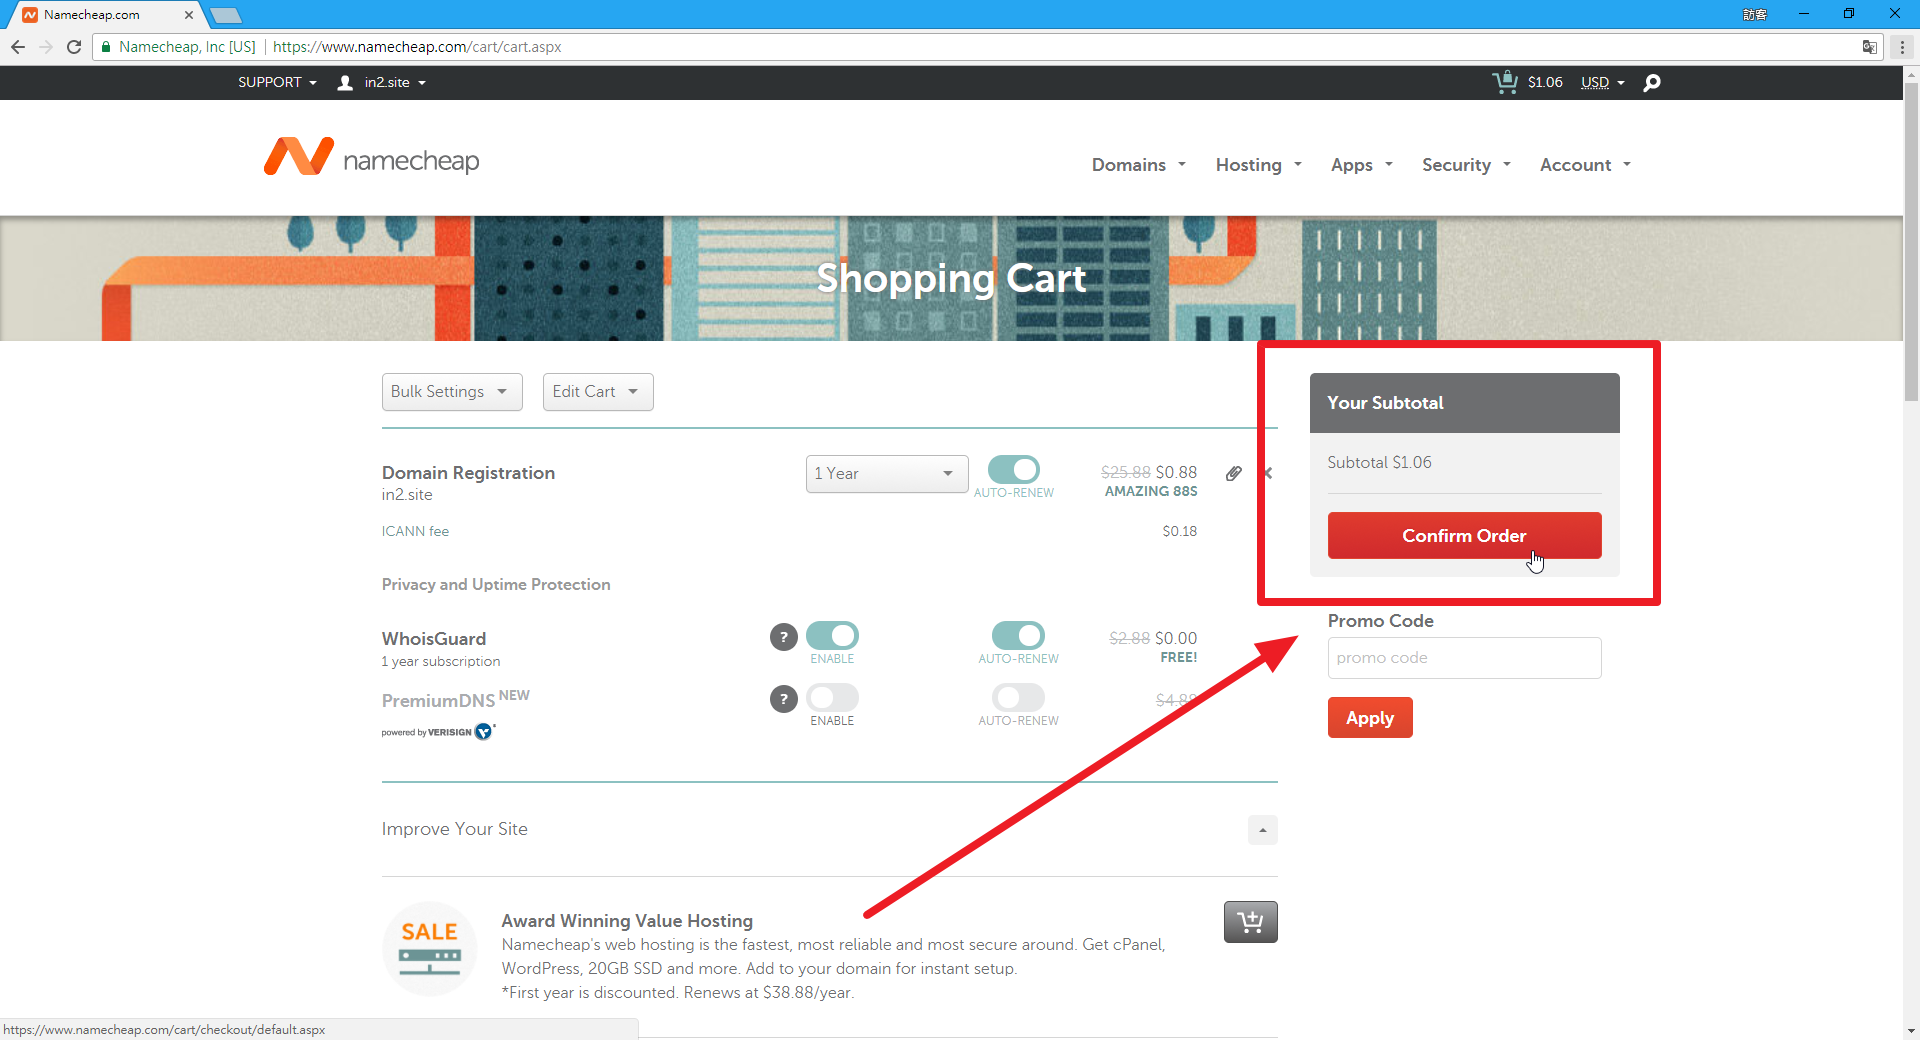 Namecheap.com
訪客
Namecheap, Inc [US] https://www.namecheap.com/cart/cart.aspx
SUPPORT in2.site $1.06 USD
namecheap
Domains Hosting Apps Security Account
Shopping Cart
Bulk Settings Edit Cart
Your Subtotal
Subtotal $1.06
Confirm Order
Domain Registration 1 Year $25.88 $0.88
in2.site AUTO-RENEW AMAZING 88S
ICANN fee $0.18
Privacy and Uptime Protection
Promo Code
promo code
Apply
WhoisGuard ? $2.88 $0.00
1 year subscription ENABLE AUTO-RENEW FREE!
PremiumDNS NEW ? $4.88
ENABLE AUTO-RENEW
powered by VERISIGN
Improve Your Site
SALE
Award Winning Value Hosting
Namecheap's web hosting is the fastest, most reliable and most secure around. Get cPanel,
WordPress, 20GB SSD and more. Add to your domain for instant setup.
*First year is discounted. Renews at $38.88/year.
https://www.namecheap.com/cart/checkout/default.aspx